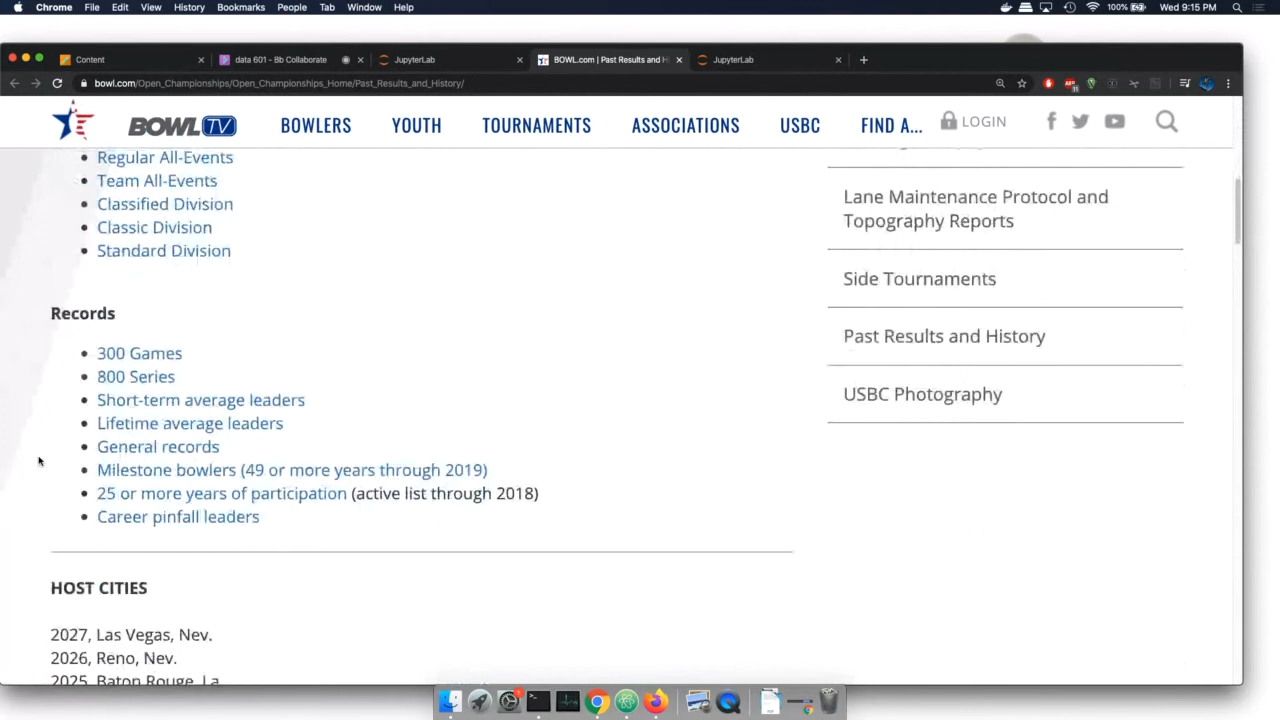 Chrome File Edit View History Bookmarks People Tab Window Help 100% Wed 9:15 PM
Content data 601 - Bb Collaborate JupyterLab BOWL.com | Past Results and Hi JupyterLab
bowl.com/Open_Championships/Open_Championships_Home/Past_Results_and_History/
BOWL TV BOWLERS YOUTH TOURNAMENTS ASSOCIATIONS USBC FIND A... LOGIN
Regular All-Events
Team All-Events
Classified Division
Classic Division
Standard Division
Records
300 Games
800 Series
Short-term average leaders
Lifetime average leaders
General records
Milestone bowlers (49 or more years through 2019)
25 or more years of participation (active list through 2018)
Career pinfall leaders
HOST CITIES
2027, Las Vegas, Nev.
2026, Reno, Nev.
2025, Baton Rouge, La.
Lane Maintenance Protocol and
Topography Reports
Side Tournaments
Past Results and History
USBC Photography